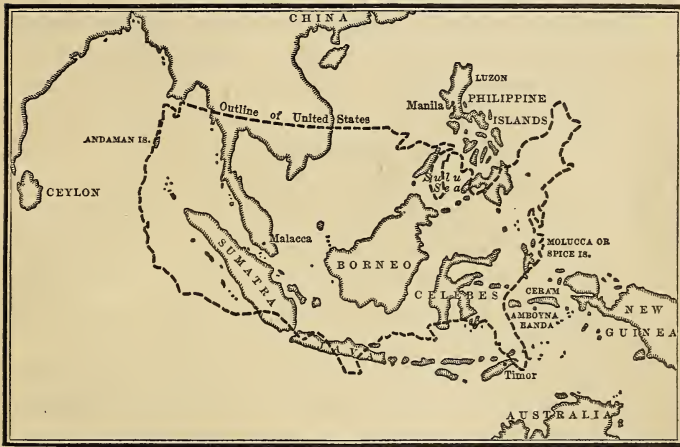 CHINA
LUZON
Manila
PHILIPPINE
ISLANDS
Outline of United States
ANDAMAN IS.
Sulu
Sea
CEYLON
Malacca
MOLUCCA OR
SPICE IS.
SUMATRA
BORNEO
CELEBES
CERAM
AMBOYNA
BANDA
NEW
GUINEA
Timor
AUSTRALIA